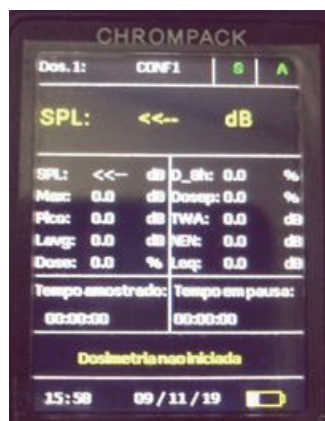 CHROMPACK
Dos.1: CONF1 S A
SPL: <<-- dB
SPL: <<-- dB D_8h: 0.0 %
Max: 0.0 dB Dosep: 0.0 %
Pico: 0.0 dB TWA: 0.0 dB
Lavg: 0.0 dB NEN: 0.0 dB
Dose: 0.0 % Leq: 0.0 dB
Tempo amostrado: Tempo em pausa:
00:00:00 00:00:00
Dosimetria nao iniciada
15:58 09/11/19